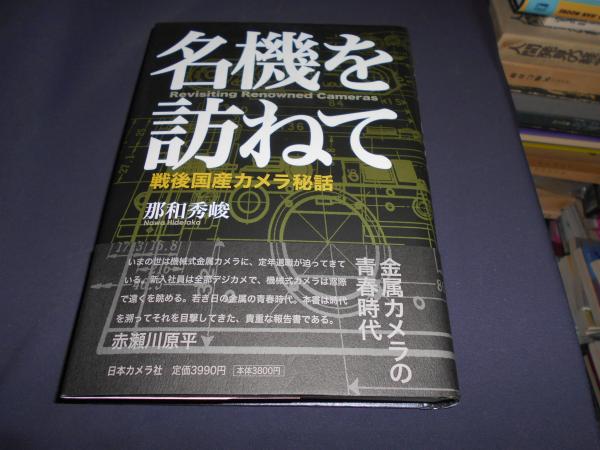 名機を
Revisiting Renowned Cameras
訪ねて
戦後国産カメラ秘話
那和秀峻
Nawa Hidetaka
金属カメラの
青春時代
いまの世は機械式金属カメラに、定年退職が迫ってきて
いる。新入社員は全部デジカメで、機械式カメラは窓際
で遠くを眺める。若き日の金属の青春時代。本書は時代
を溯ってそれを目撃してきた、貴重な報告書である。
赤瀬川原平
日本カメラ社 定価3990円 本体3800円